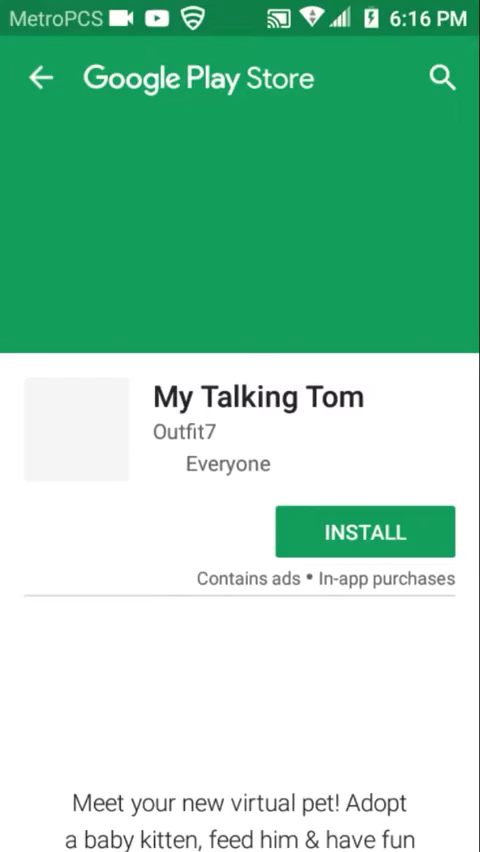 MetroPCS 6:16 PM
Google Play Store
My Talking Tom
Outfit7
Everyone
INSTALL
Contains ads • In-app purchases
Meet your new virtual pet! Adopt
a baby kitten, feed him & have fun